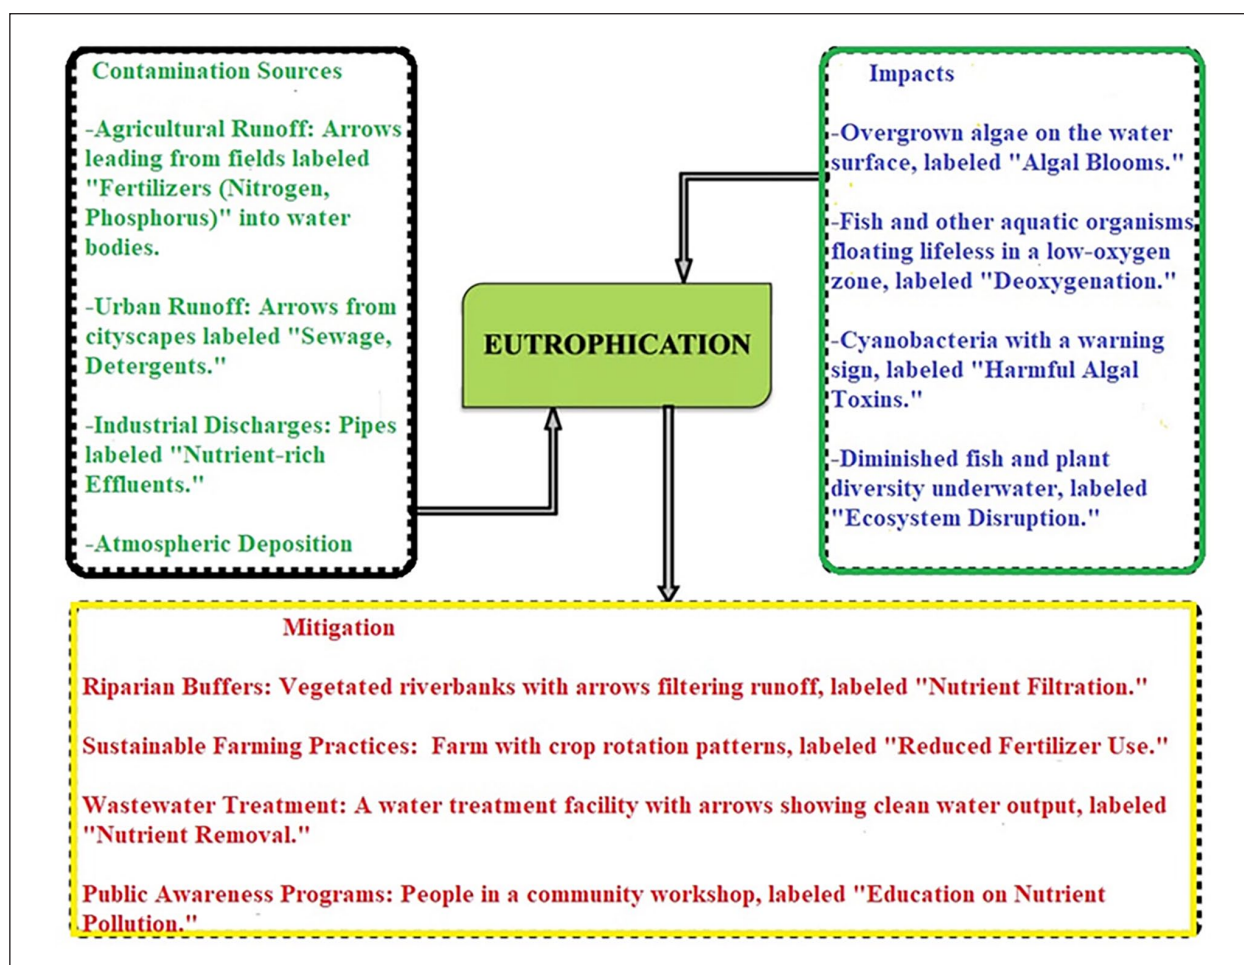 Contamination Sources
-Agricultural Runoff: Arrows
leading from fields labeled
"Fertilizers (Nitrogen,
Phosphorus)" into water
bodies.
-Urban Runoff: Arrows from
cityscapes labeled "Sewage,
Detergents."
-Industrial Discharges: Pipes
labeled "Nutrient-rich
Effluents."
-Atmospheric Deposition
EUTROPHICATION
Impacts
-Overgrown algae on the water
surface, labeled "Algal Blooms."
-Fish and other aquatic organisms
floating lifeless in a low-oxygen
zone, labeled "Deoxygenation."
-Cyanobacteria with a warning
sign, labeled "Harmful Algal
Toxins."
-Diminished fish and plant
diversity underwater, labeled
"Ecosystem Disruption."
Mitigation
Riparian Buffers: Vegetated riverbanks with arrows filtering runoff, labeled "Nutrient Filtration."
Sustainable Farming Practices: Farm with crop rotation patterns, labeled "Reduced Fertilizer Use."
Wastewater Treatment: A water treatment facility with arrows showing clean water output, labeled
"Nutrient Removal."
Public Awareness Programs: People in a community workshop, labeled "Education on Nutrient
Pollution."